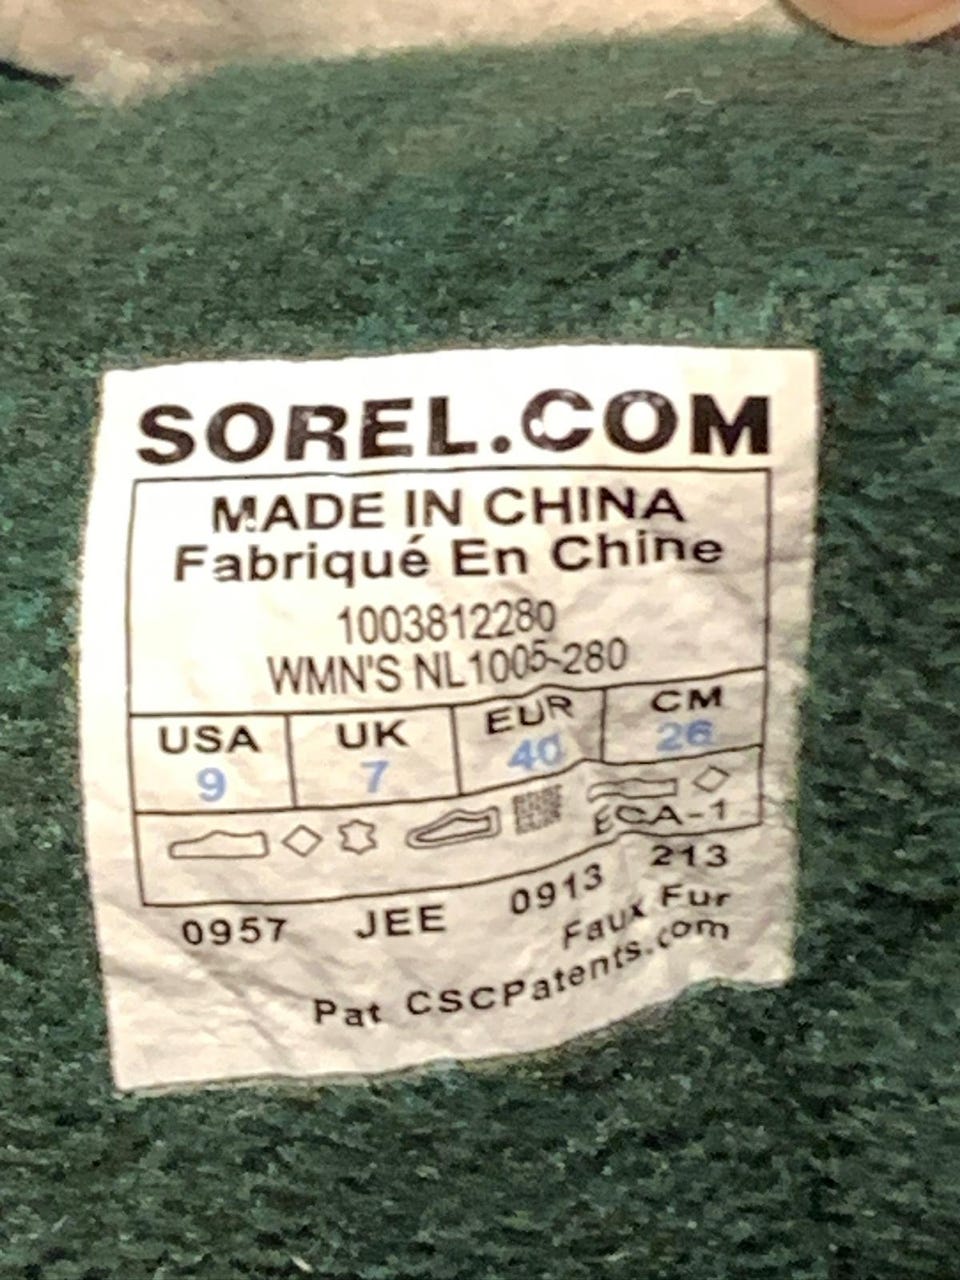 SOREL.COM
MADE IN CHINA
Fabriqué En Chine
1003812280
WMN'S NL1005-280
USA UK EUR CM
9 7 40 26
ECA-1
0957 JEE 0913 213
Faux Fur
Pat CSCPatents.com